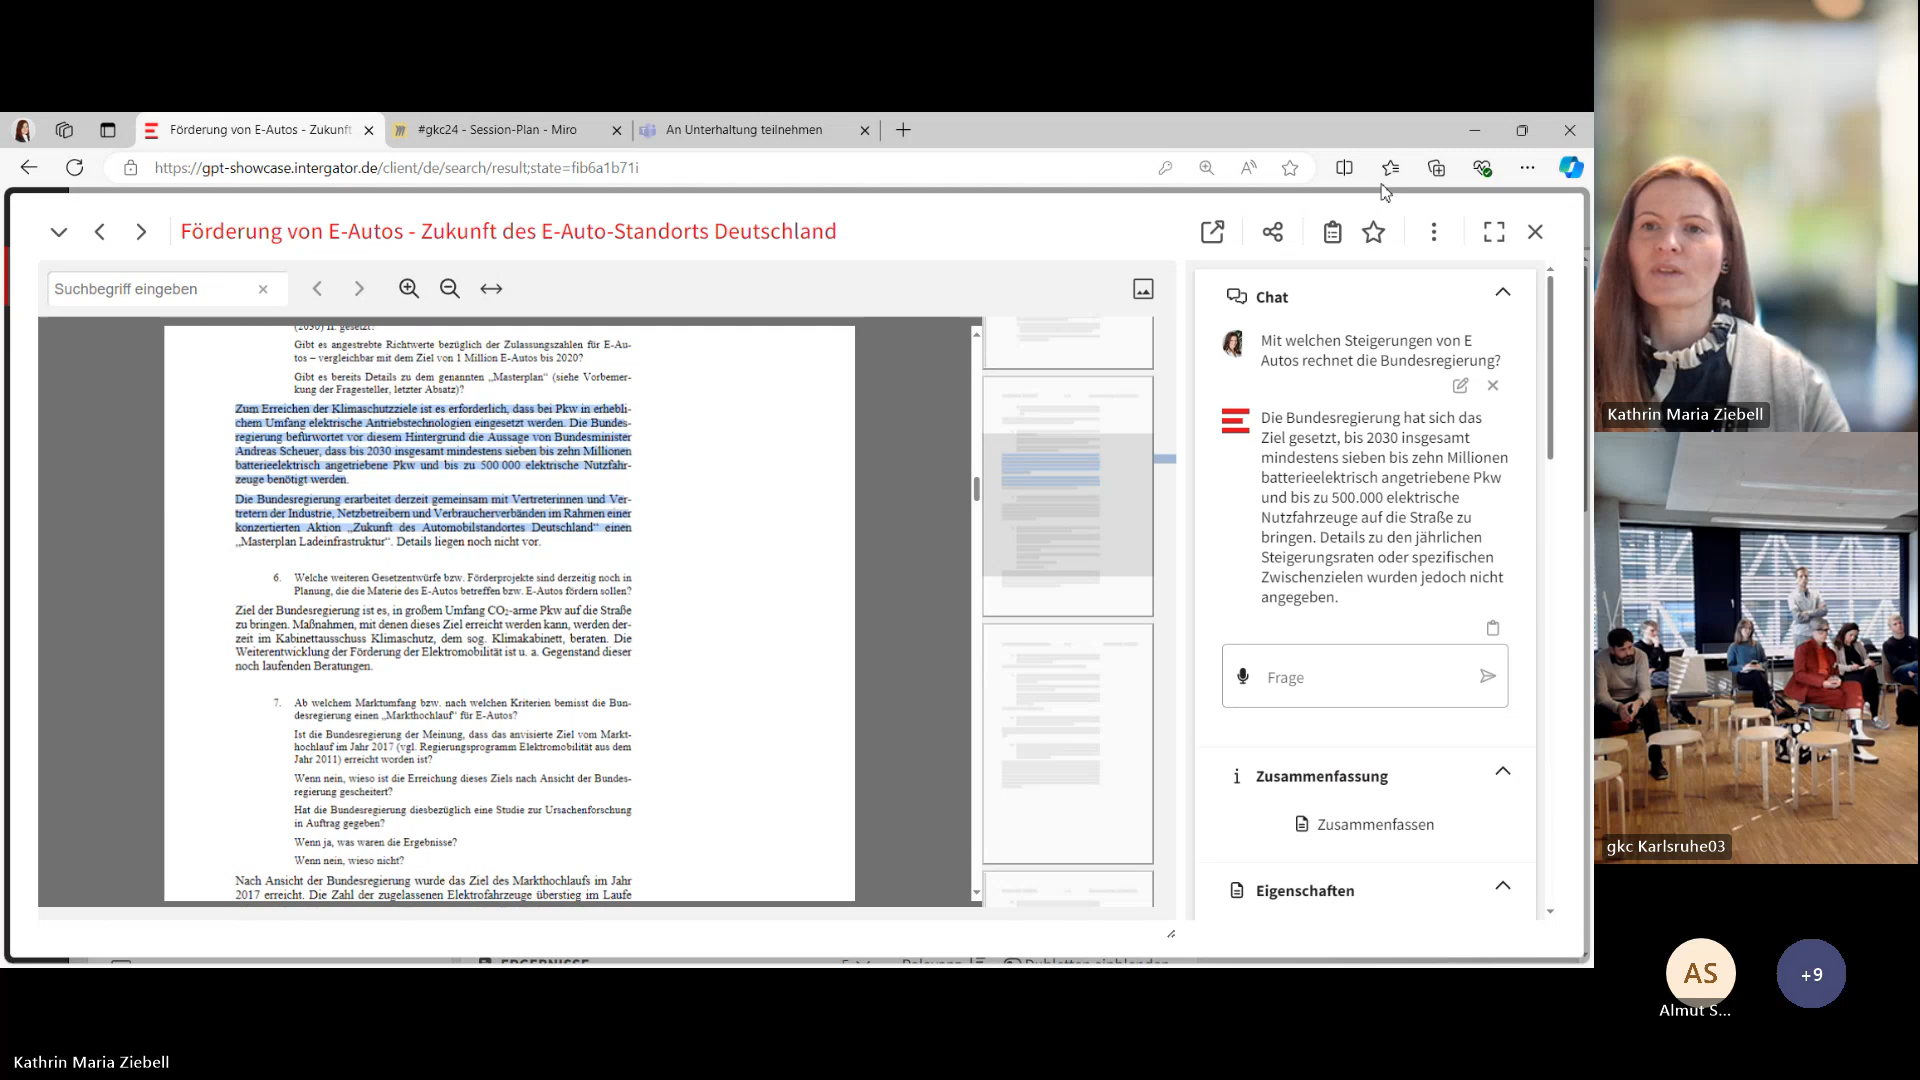 Förderung von E-Autos - Zukunft
#gkc24 - Session-Plan - Miro
An Unterhaltung teilnehmen
https://gpt-showcase.intergator.de/client/de/search/result;state=fib6a1b71i
Förderung von E-Autos - Zukunft des E-Auto-Standorts Deutschland
Suchbegriff eingeben
(2030) II. gesetzt?
Gibt es angestrebte Richtwerte bezüglich der Zulassungszahlen für E-Au-
tos – vergleichbar mit dem Ziel von 1 Million E-Autos bis 2020?
Gibt es bereits Details zu dem genannten „Masterplan“ (siehe Vorbemer-
kung der Fragesteller, letzter Absatz)?
Zum Erreichen der Klimaschutzziele ist es erforderlich, dass bei Pkw in erhebli-
chem Umfang elektrische Antriebstechnologien eingesetzt werden. Die Bundes-
regierung befürwortet vor diesem Hintergrund die Aussage von Bundesminister
Andreas Scheuer, dass bis 2030 insgesamt mindestens sieben bis zehn Millionen
batterieelektrisch angetriebene Pkw und bis zu 500 000 elektrische Nutzfahr-
zeuge benötigt werden.
Die Bundesregierung erarbeitet derzeit gemeinsam mit Vertreterinnen und Ver-
tretern der Industrie, Netzbetreibern und Verbraucherverbänden im Rahmen einer
konzertierten Aktion „Zukunft des Automobilstandortes Deutschland“ einen
„Masterplan Ladeinfrastruktur“. Details liegen noch nicht vor.
6. Welche weiteren Gesetzentwürfe bzw. Förderprojekte sind derzeitig noch in
Planung, die die Materie des E-Autos betreffen bzw. E-Autos fördern sollen?
Ziel der Bundesregierung ist es, in großem Umfang CO2-arme Pkw auf die Straße
zu bringen. Maßnahmen, mit denen dieses Ziel erreicht werden kann, werden der-
zeit im Kabinettausschuss Klimaschutz, dem sog. Klimakabinett, beraten. Die
Weiterentwicklung der Förderung der Elektromobilität ist u. a. Gegenstand dieser
noch laufenden Beratungen.
7. Ab welchem Marktumfang bzw. nach welchen Kriterien bemisst die Bun-
desregierung einen „Markthochlauf“ für E-Autos?
Ist die Bundesregierung der Meinung, dass das anvisierte Ziel vom Markt-
hochlauf im Jahr 2017 (vgl. Regierungsprogramm Elektromobilität aus dem
Jahr 2011) erreicht worden ist?
Wenn nein, wieso ist die Erreichung dieses Ziels nach Ansicht der Bundes-
regierung gescheitert?
Hat die Bundesregierung diesbezüglich eine Studie zur Ursachenforschung
in Auftrag gegeben?
Wenn ja, was waren die Ergebnisse?
Wenn nein, wieso nicht?
Nach Ansicht der Bundesregierung wurde das Ziel des Markthochlaufs im Jahr
2017 erreicht. Die Zahl der zugelassenen Elektrofahrzeuge überstieg im Laufe
Chat
Mit welchen Steigerungen von E
Autos rechnet die Bundesregierung?
Die Bundesregierung hat sich das
Ziel gesetzt, bis 2030 insgesamt
mindestens sieben bis zehn Millionen
batterieelektrisch angetriebene Pkw
und bis zu 500.000 elektrische
Nutzfahrzeuge auf die Straße zu
bringen. Details zu den jährlichen
Steigerungsraten oder spezifischen
Zwischenzielen wurden jedoch nicht
angegeben.
Frage
Zusammenfassung
Zusammenfassen
Eigenschaften
ERGEBNISSE
Relevanz
Dubletten einblenden
Kathrin Maria Ziebell
gkc Karlsruhe03
AS
+9
Almut S...
Kathrin Maria Ziebell